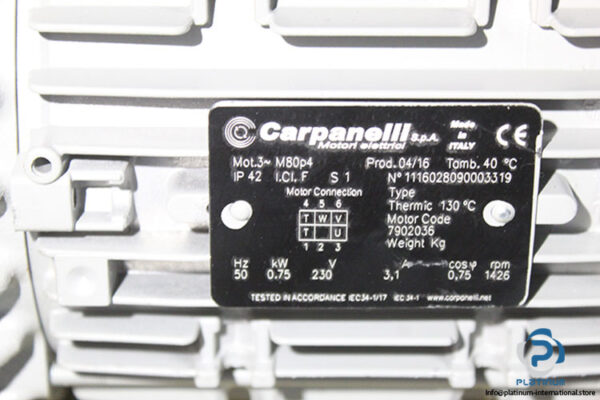 Carpanelli S.p.A.
Motori elettrici
Made in ITALY
CE
Mot.3~ M80p4 Prod. 04/16 Tamb. 40 °C
IP 42 I.Cl. F S 1 N° 1116028090003319
Motor Connection Type
4 5 6 Thermic 130 °C
T W V Motor Code
T U 7902036
1 2 3 Weight Kg
Hz kW V A cos φ rpm
50 0.75 230 3,1 0,75 1426
TESTED IN ACCORDANCE IEC34-1/17 IEC 34-1 www.carpanelli.net
PLATINUM
INTERNATIONAL
info@platinum-international.store